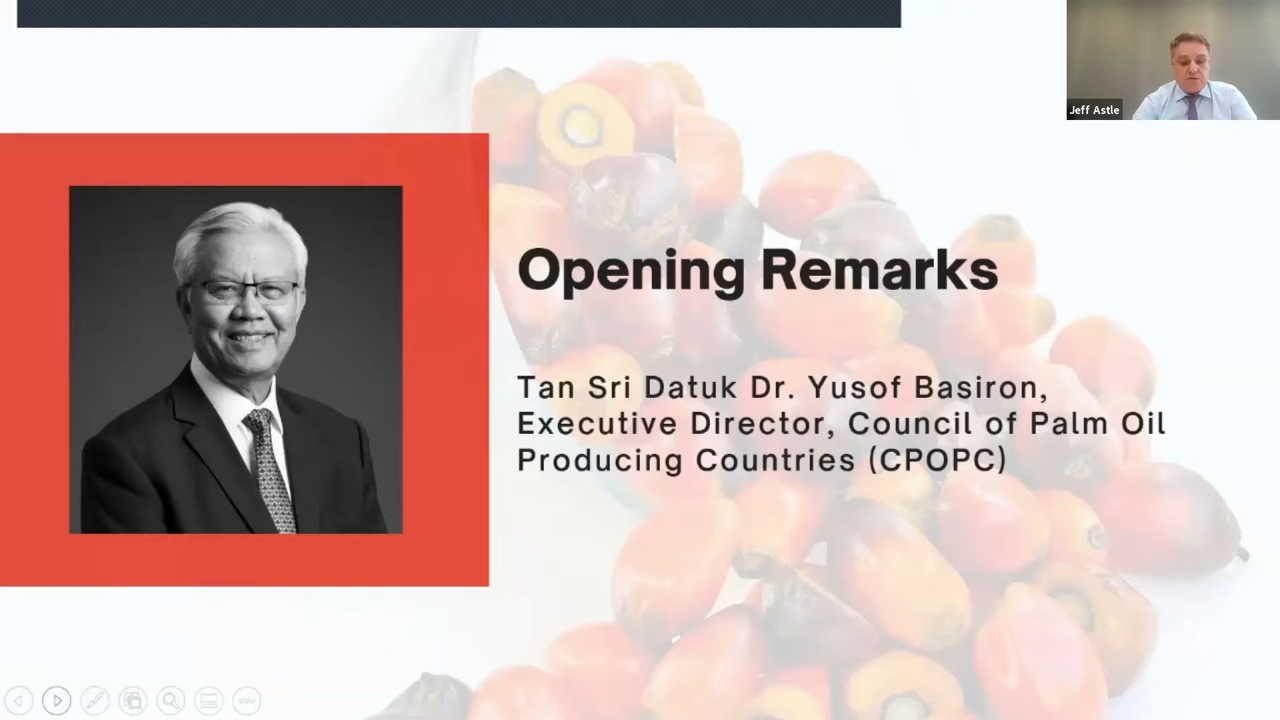 Jeff Astle
Opening Remarks
Tan Sri Datuk Dr. Yusof Basiron,
Executive Director, Council of Palm Oil
Producing Countries (CPOPC)